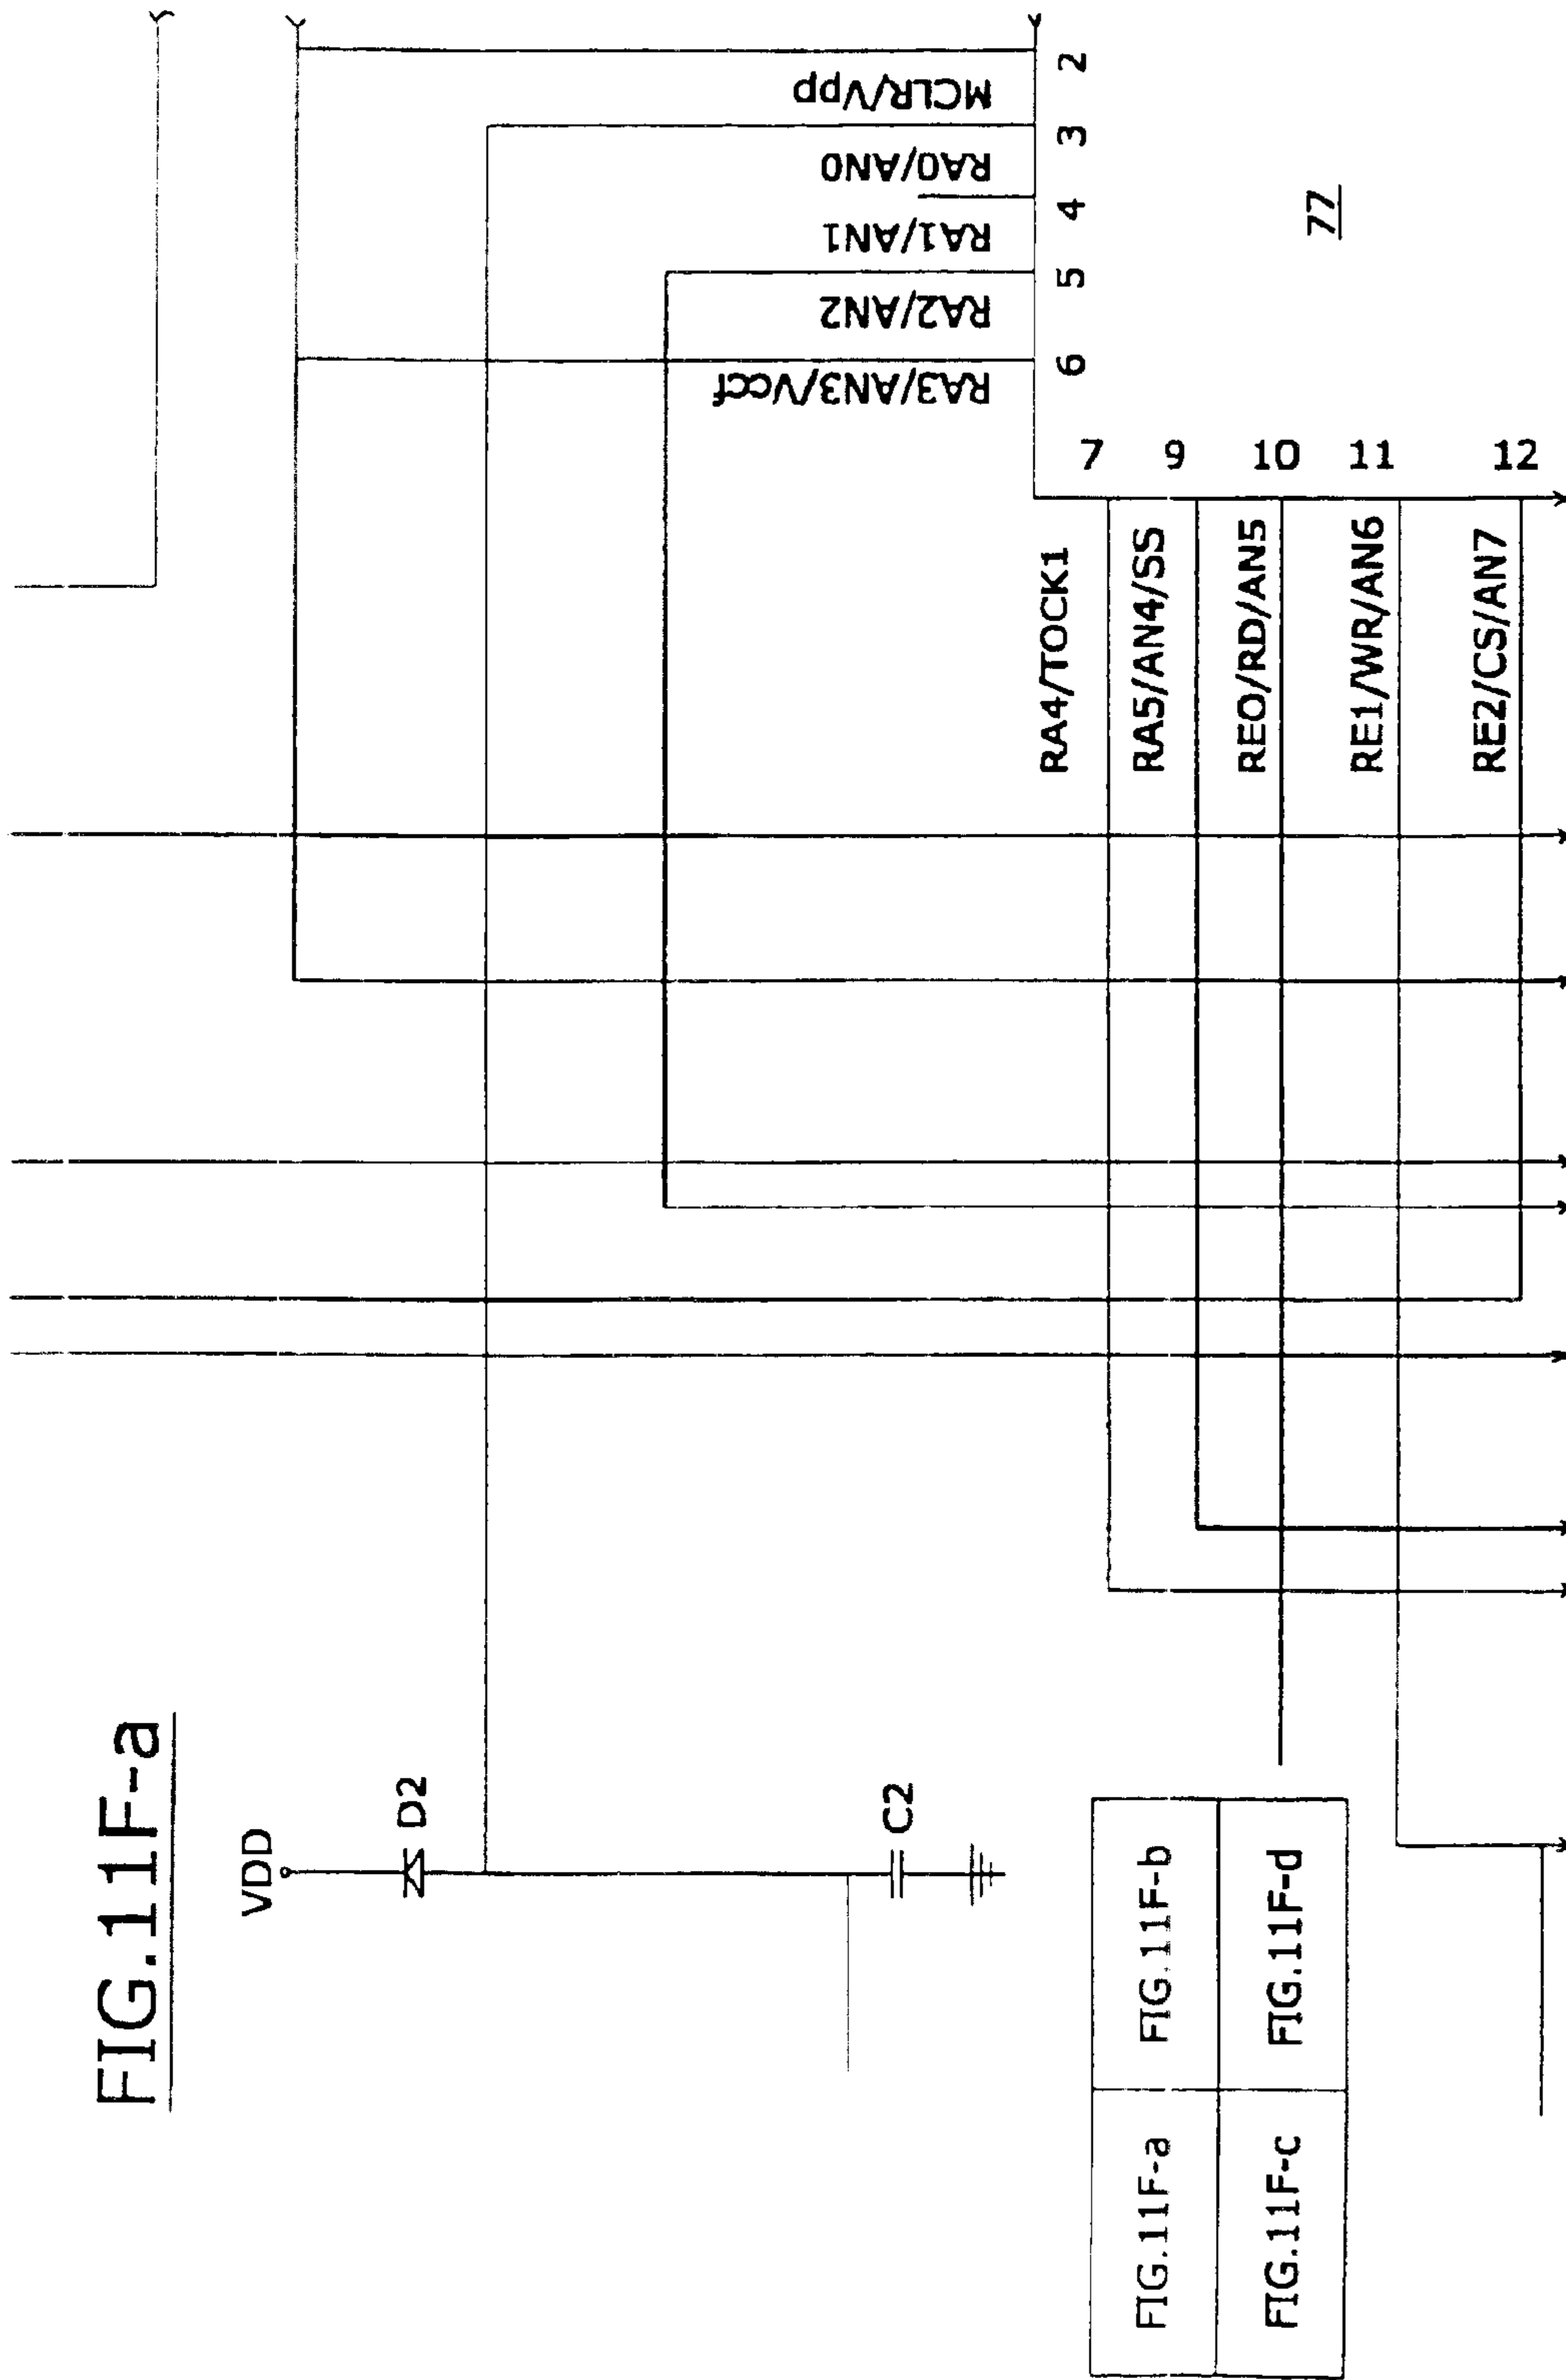 FIG.11F-a
VDD
D2
C2
MCLR/Vpp
RA0/AN0
RA1/AN1
RA2/AN2
RA3/AN3/Vccf
2
3
4
5
6
7
9
10
11
12
RA4/TOCK1
RA5/AN4/SS
REO/RD/AN5
RE1/WR/AN6
RE2/CS/AN7
77
FIG.11F-a FIG.11F-b
FIG.11F-c FIG.11F-d